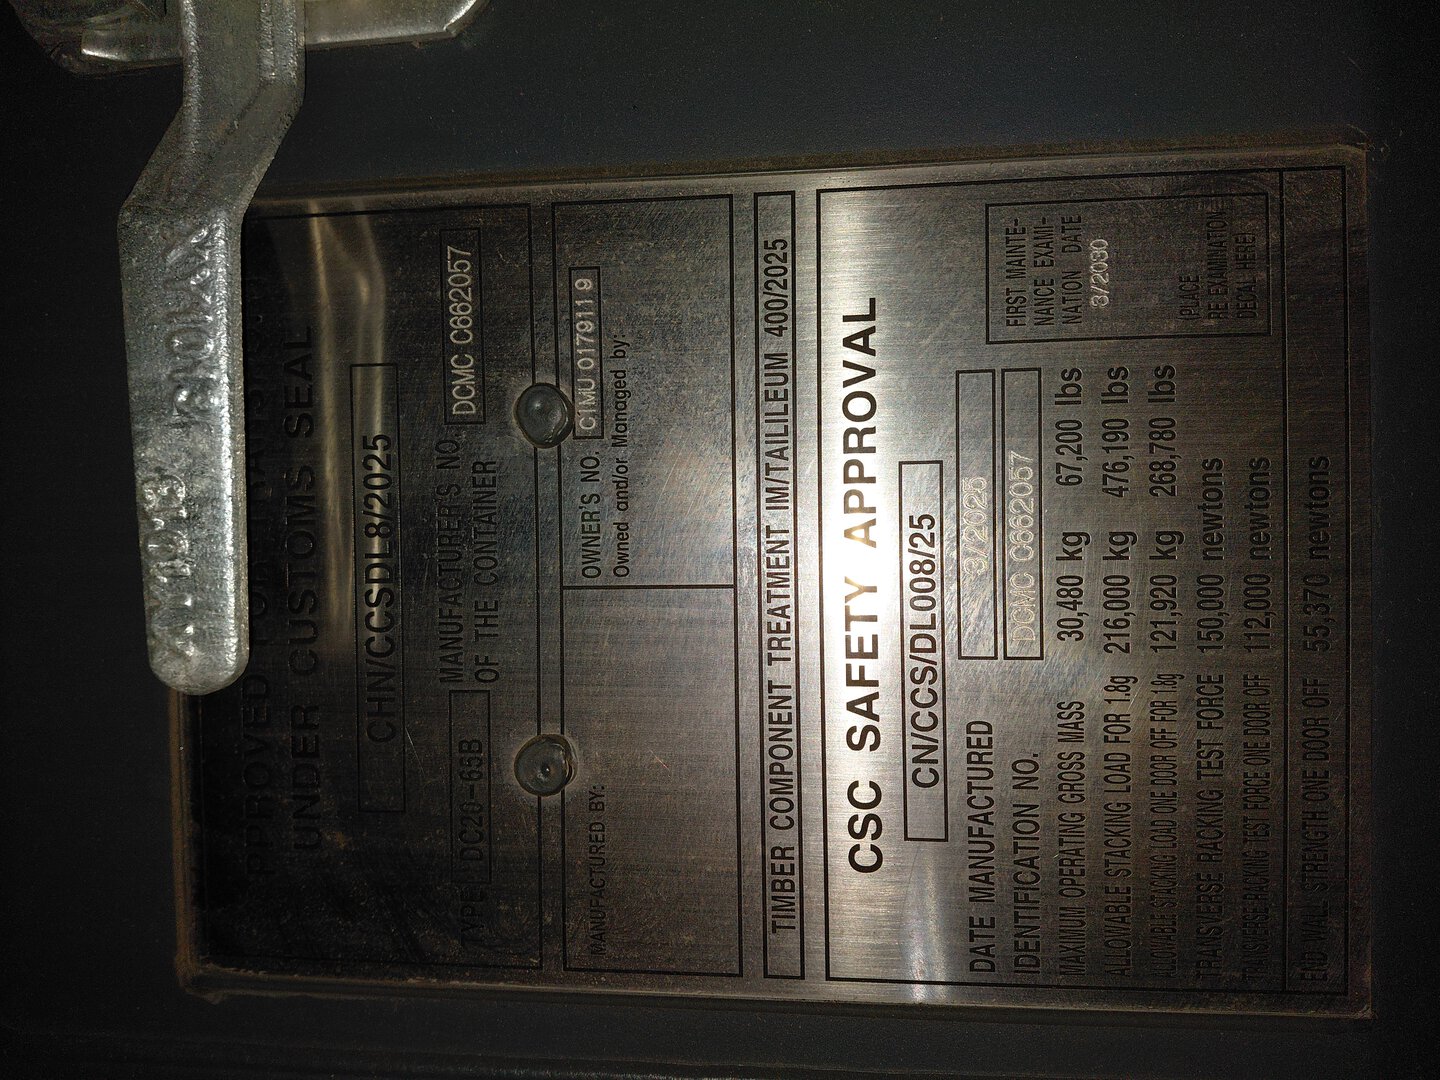 APPROVED FOR TRANSPORT
UNDER CUSTOMS SEAL
CHN/CCSDL8/2025
TYPE DC20-65B
MANUFACTURER'S NO.
OF THE CONTAINER
DCMC C662057
MANUFACTURED BY:
OWNER'S NO. CIMU 017911 9
Owned and/or Managed by:
TIMBER COMPONENT TREATMENT IM/TAILILEUM 400/2025
CSC SAFETY APPROVAL
CN/CCS/DL008/25
DATE MANUFACTURED 3/2025
IDENTIFICATION NO. DCMC C662057
MAXIMUM OPERATING GROSS MASS 30,480 kg 67,200 lbs
ALLOWABLE STACKING LOAD FOR 1.8g 216,000 kg 476,190 lbs
ALLOWABLE STACKING LOAD ONE DOOR OFF FOR 1.8g 121,920 kg 268,780 lbs
TRANSVERSE RACKING TEST FORCE 150,000 newtons
TRANSVERSE RACKING TEST FORCE ONE DOOR OFF 112,000 newtons
END WALL STRENGTH ONE DOOR OFF 55,370 newtons
FIRST MAINTE-
NANCE EXAMI-
NATION DATE
3/2030
PLACE
RE-EXAMINATION
DECAL HERE!